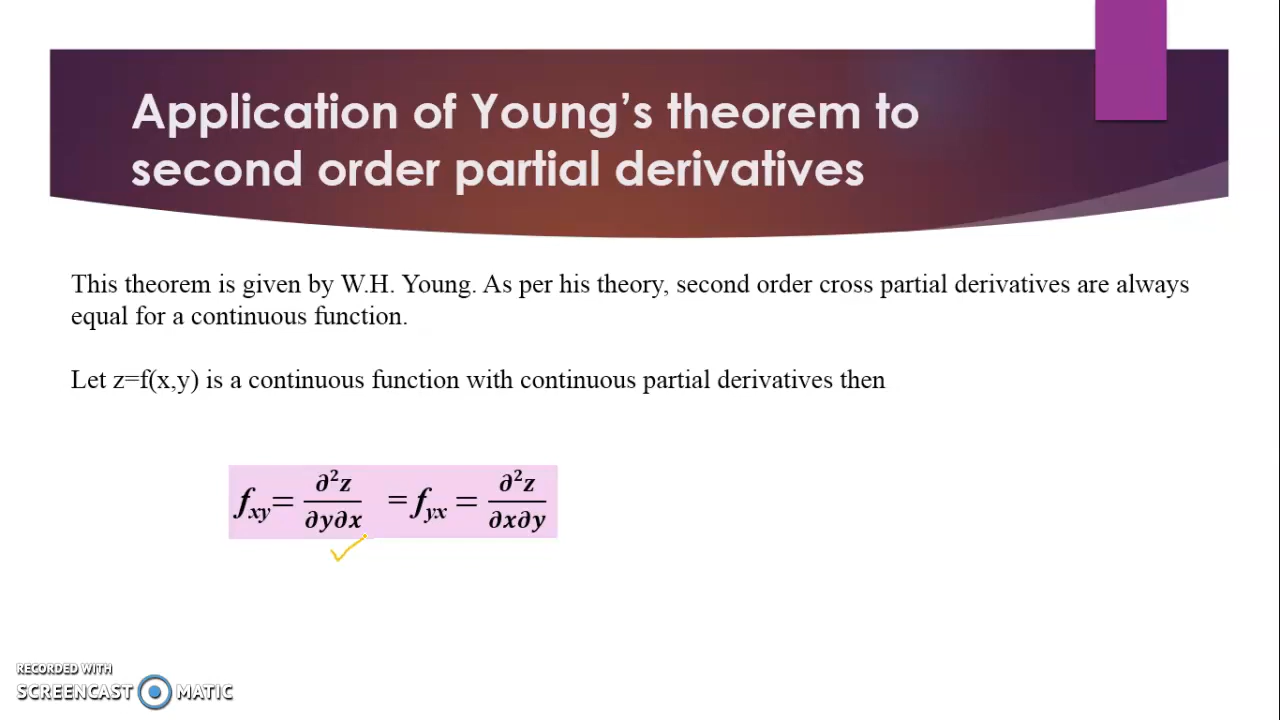 Application of Young’s theorem to
second order partial derivatives
This theorem is given by W.H. Young. As per his theory, second order cross partial derivatives are always
equal for a continuous function.
Let z=f(x,y) is a continuous function with continuous partial derivatives then
f_xy = ∂²z/∂y∂x = f_yx = ∂²z/∂x∂y
RECORDED WITH
SCREENCAST MATIC